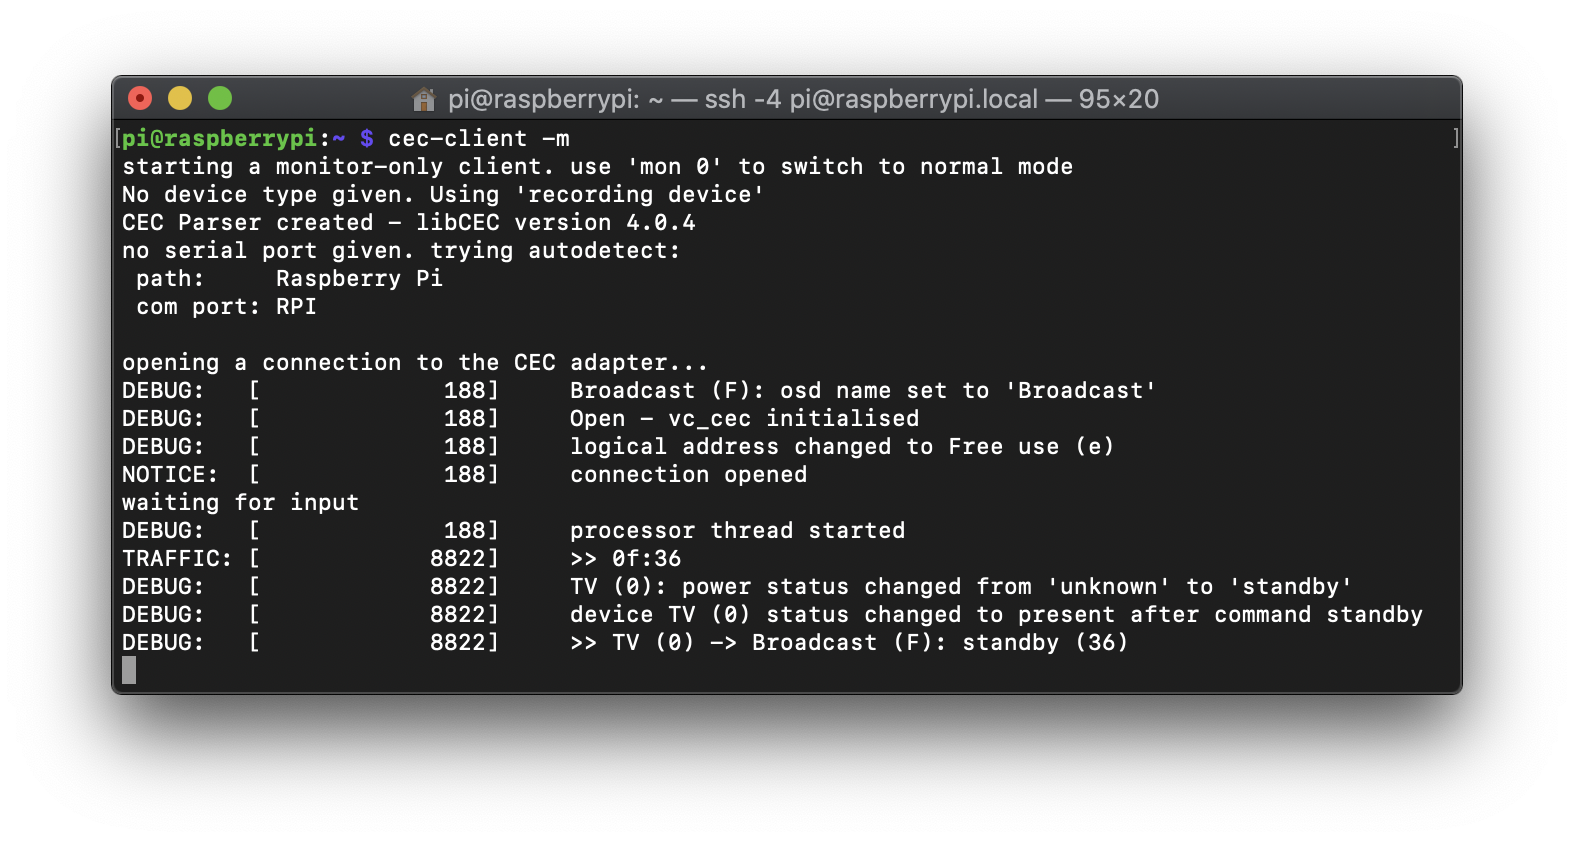 pi@raspberrypi: ~ — ssh -4 pi@raspberrypi.local — 95×20
[pi@raspberrypi:~ $ cec-client -m ]
starting a monitor-only client. use 'mon 0' to switch to normal mode
No device type given. Using 'recording device'
CEC Parser created - libCEC version 4.0.4
no serial port given. trying autodetect:
 path:     Raspberry Pi
 com port: RPI

opening a connection to the CEC adapter...
DEBUG:   [             188]     Broadcast (F): osd name set to 'Broadcast'
DEBUG:   [             188]     Open - vc_cec initialised
DEBUG:   [             188]     logical address changed to Free use (e)
NOTICE:  [             188]     connection opened
waiting for input
DEBUG:   [             188]     processor thread started
TRAFFIC: [            8822]     >> 0f:36
DEBUG:   [            8822]     TV (0): power status changed from 'unknown' to 'standby'
DEBUG:   [            8822]     device TV (0) status changed to present after command standby
DEBUG:   [            8822]     >> TV (0) -> Broadcast (F): standby (36)